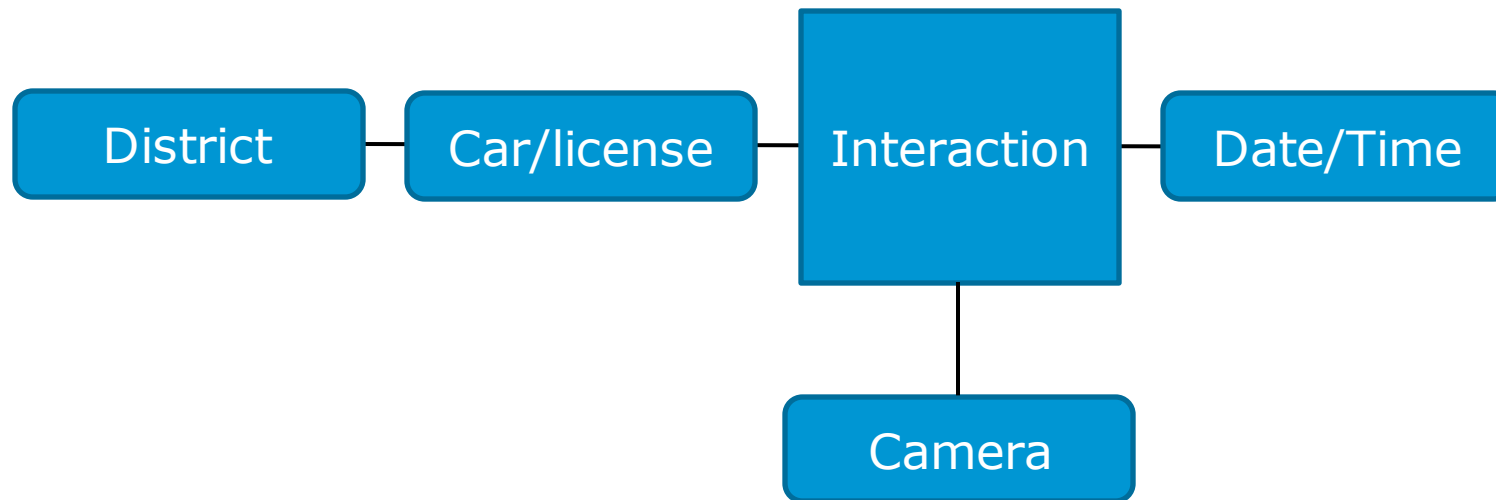 District
Car/license
Interaction
Date/Time
Camera